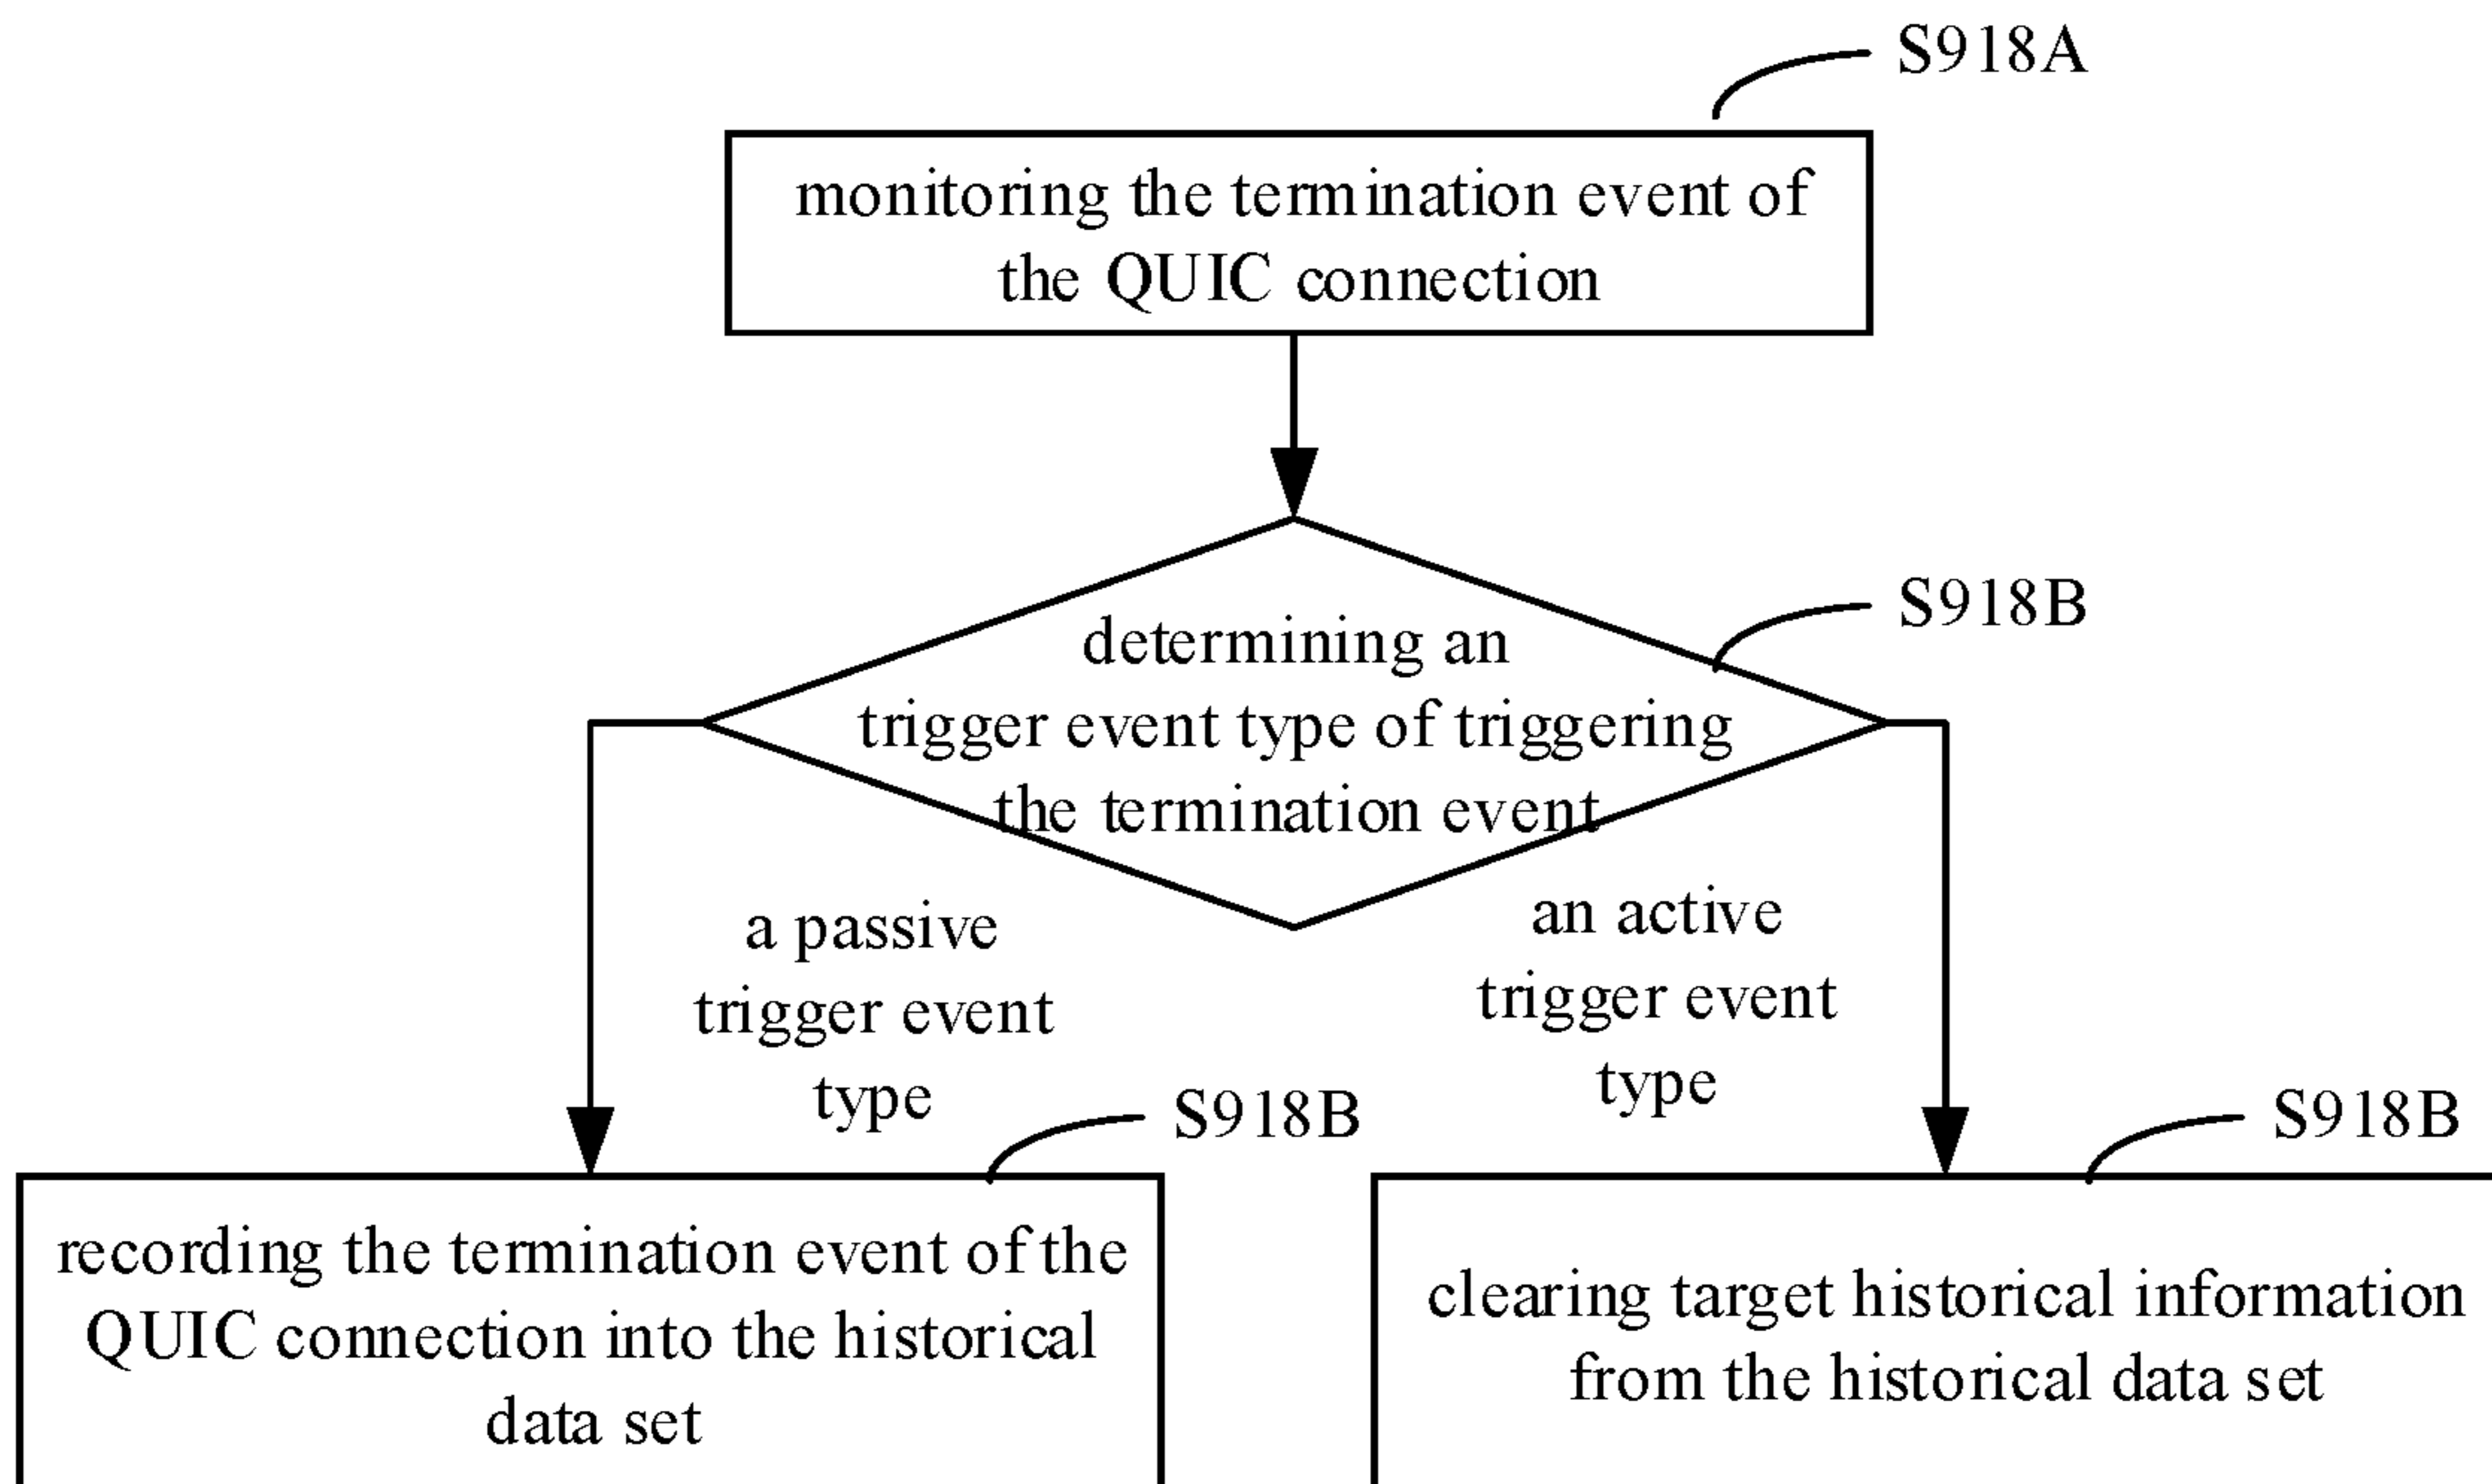 S918A
monitoring the termination event of
the QUIC connection
S918B
determining an
trigger event type of triggering
the termination event
a passive
trigger event
type
an active
trigger event
type
S918B
recording the termination event of the
QUIC connection into the historical
data set
S918B
clearing target historical information
from the historical data set